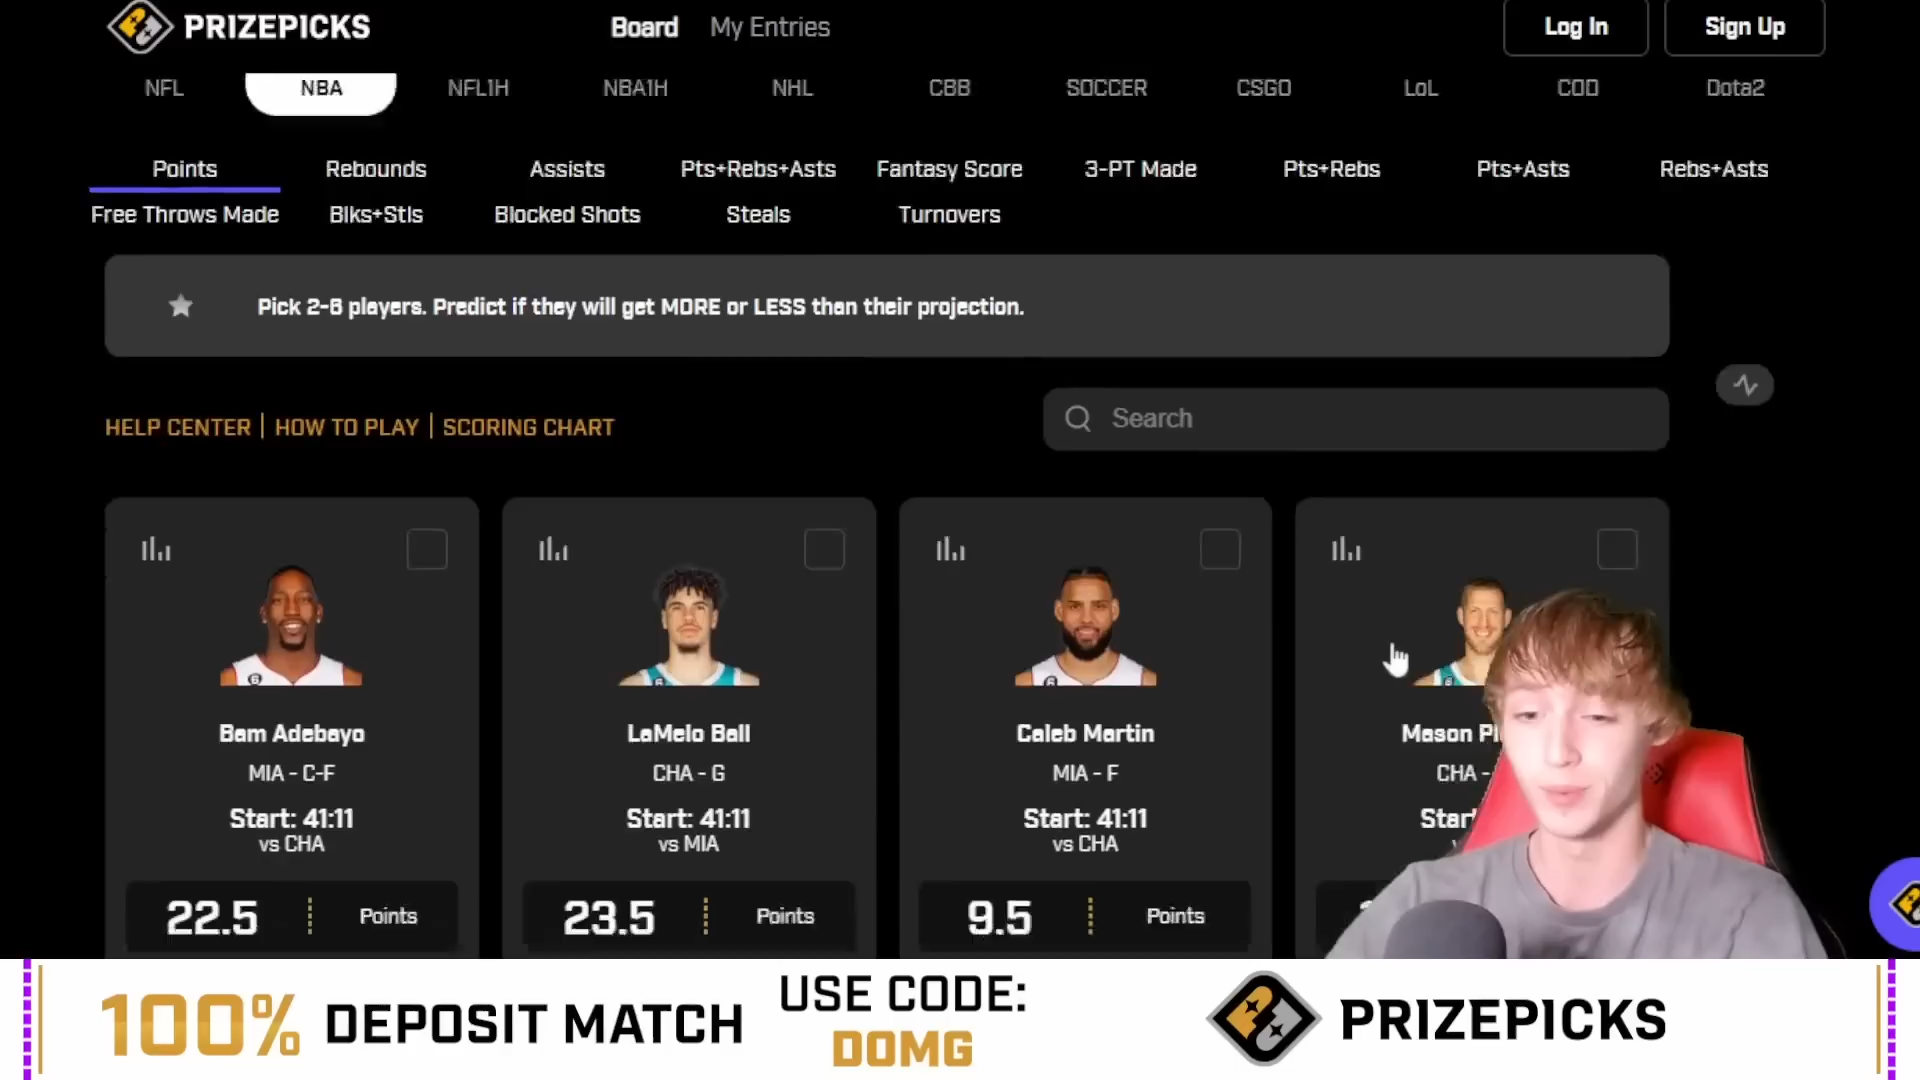 PRIZEPICKS
Board My Entries
Log In Sign Up
NFL NBA NFL1H NBA1H NHL CBB SOCCER CSGO LoL COD Dota2
Points Rebounds Assists Pts+Rebs+Asts Fantasy Score 3-PT Made Pts+Rebs Pts+Asts Rebs+Asts
Free Throws Made Blks+Stls Blocked Shots Steals Turnovers
Pick 2-6 players. Predict if they will get MORE or LESS than their projection.
HELP CENTER | HOW TO PLAY | SCORING CHART
Search
Bam Adebayo
MIA - C-F
Start: 41:11
vs CHA
22.5 Points
LaMelo Ball
CHA - G
Start: 41:11
vs MIA
23.5 Points
Caleb Martin
MIA - F
Start: 41:11
vs CHA
9.5 Points
Mason
CHA -
100% DEPOSIT MATCH
USE CODE:
DOMG
PRIZEPICKS